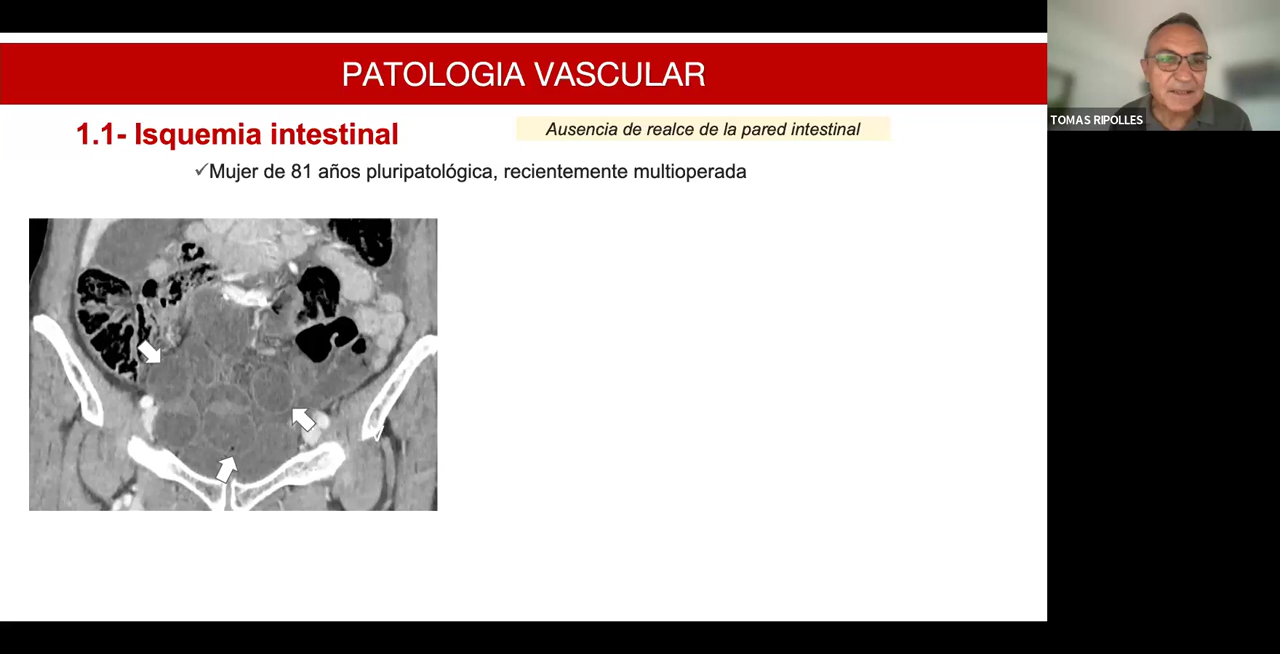 PATOLOGIA VASCULAR
1.1- Isquemia intestinal
Ausencia de realce de la pared intestinal
✓Mujer de 81 años pluripatológica, recientemente multioperada
TOMAS RIPOLLES